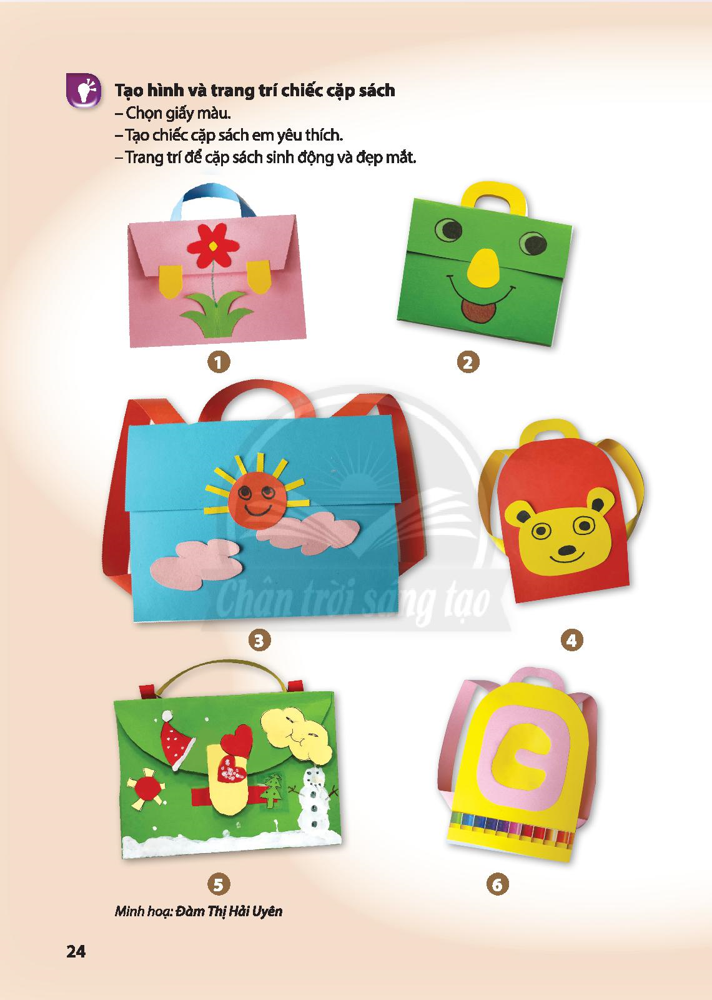 Tạo hình và trang trí chiếc cặp sách
– Chọn giấy màu.
– Tạo chiếc cặp sách em yêu thích.
– Trang trí để cặp sách sinh động và đẹp mắt.
1
2
Chân trời sáng tạo
3
4
5
6
Minh hoạ: Đàm Thị Hải Uyên
24